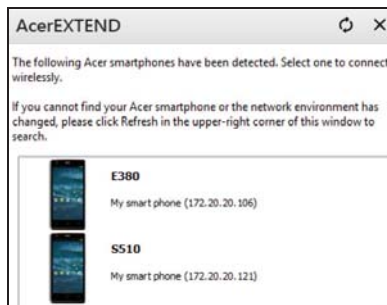 AcerEXTEND
The following Acer smartphones have been detected. Select one to connect
wirelessly.
If you cannot find your Acer smartphone or the network environment has
changed, please click Refresh in the upper-right corner of this window to
search.
E380
My smart phone (172.20.20.106)
S510
My smart phone (172.20.20.121)